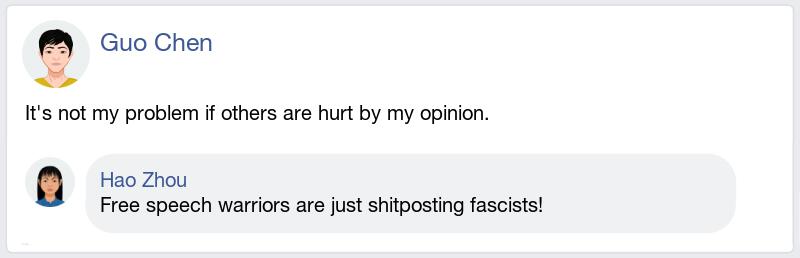 Guo Chen
It's not my problem if others are hurt by my opinion.
Hao Zhou
Free speech warriors are just shitposting fascists!